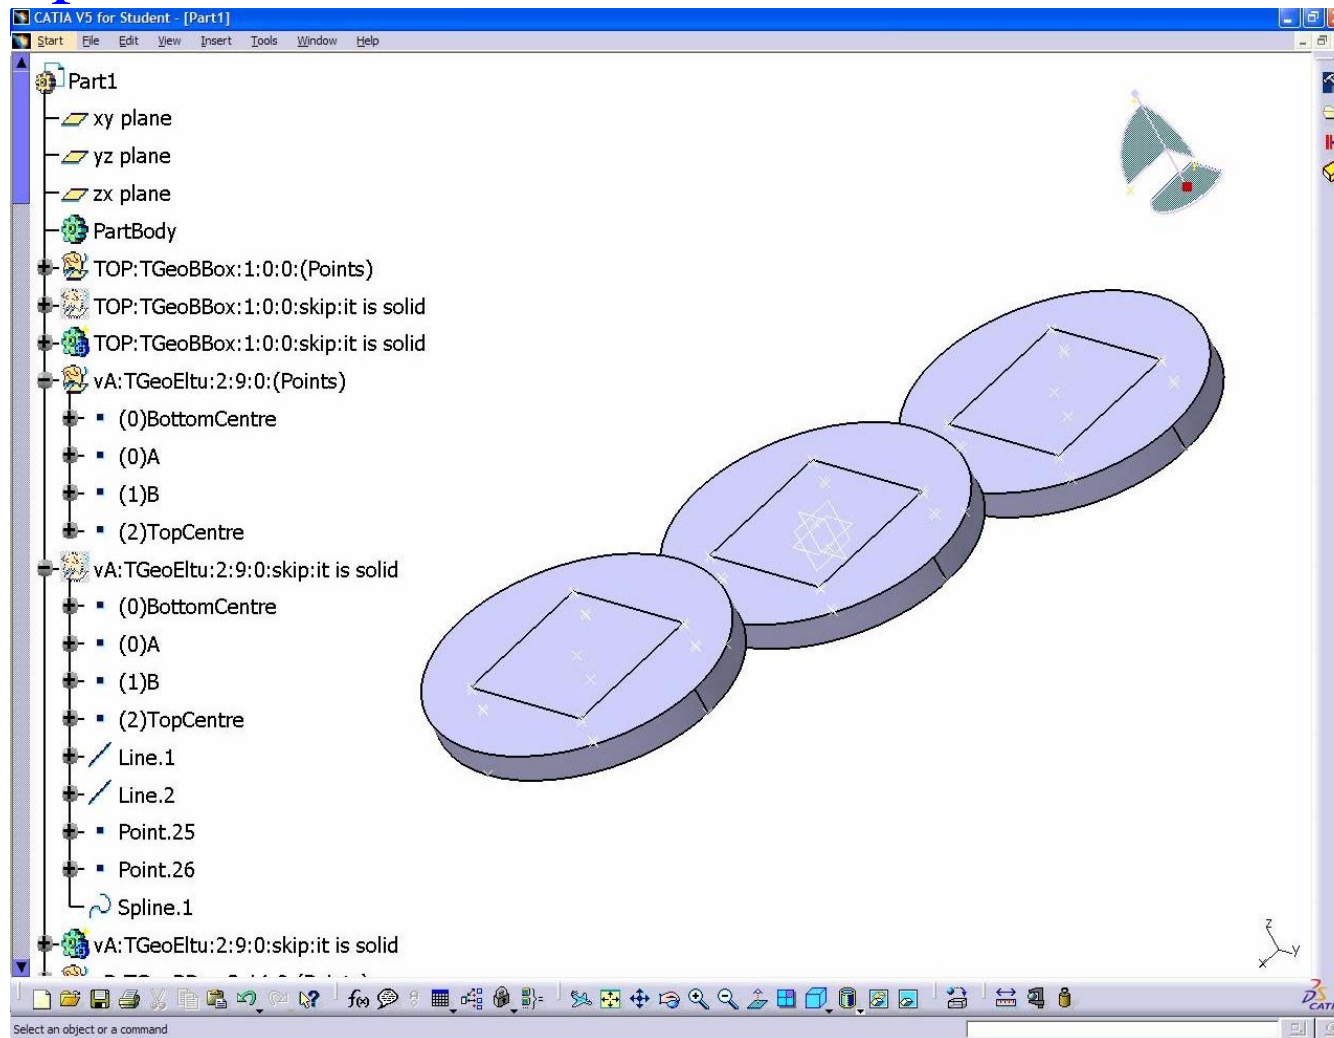 CATIA V5 for Student - [Part1]
Start File Edit View Insert Tools Window Help
Part1
xy plane
yz plane
zx plane
PartBody
TOP:TGeoBBox:1:0:0:(Points)
TOP:TGeoBBox:1:0:0:skip:it is solid
TOP:TGeoBBox:1:0:0:skip:it is solid
vA:TGeoEltu:2:9:0:(Points)
(0)BottomCentre
(0)A
(1)B
(2)TopCentre
vA:TGeoEltu:2:9:0:skip:it is solid
(0)BottomCentre
(0)A
(1)B
(2)TopCentre
Line.1
Line.2
Point.25
Point.26
Spline.1
vA:TGeoEltu:2:9:0:skip:it is solid
z
y
x
f(x)
DS
CATIA
Select an object or a command